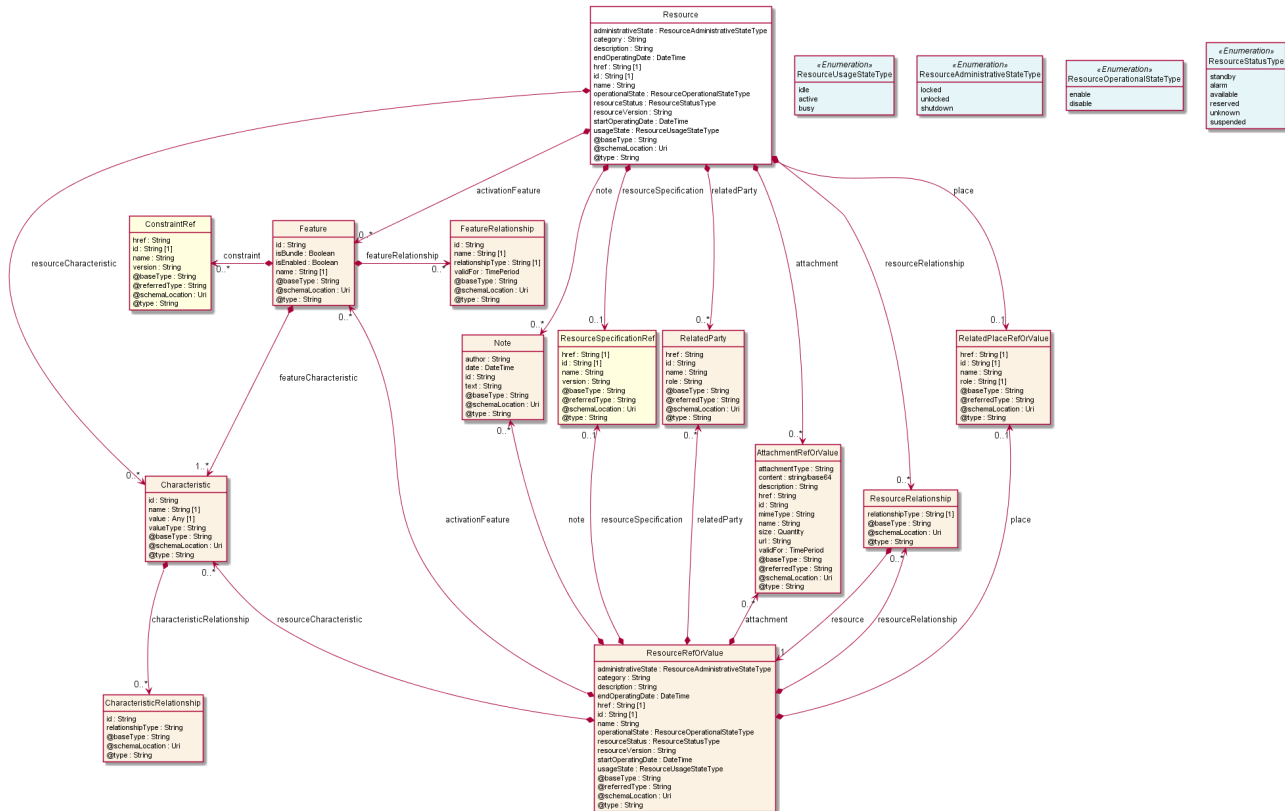 Resource
administrativeState : ResourceAdministrativeStateType
category : String
description : String
endOperatingDate : DateTime
href : String [1]
id : String [1]
name : String
operationalState : ResourceOperationalStateType
resourceStatus : ResourceStatusType
resourceVersion : String
startOperatingDate : DateTime
usageState : ResourceUsageStateType
@baseType : String
@schemaLocation : Uri
@type : String
«Enumeration»
ResourceUsageStateType
idle
active
busy
«Enumeration»
ResourceAdministrativeStateType
locked
unlocked
shutdown
«Enumeration»
ResourceOperationalStateType
enable
disable
«Enumeration»
ResourceStatusType
standby
alarm
available
reserved
unknown
suspended
activationFeature
note
resourceSpecification
relatedParty
place
attachment
resourceRelationship
resourceCharacteristic
ConstraintRef
href : String
id : String [1]
name : String
version : String
@baseType : String
@referredType : String
@schemaLocation : Uri
@type : String
constraint
0..*
Feature
id : String
isBundle : Boolean
isEnabled : Boolean
name : String [1]
@baseType : String
@schemaLocation : Uri
@type : String
0..*
featureRelationship
0..*
FeatureRelationship
id : String
name : String [1]
relationshipType : String [1]
validFor : TimePeriod
@baseType : String
@schemaLocation : Uri
@type : String
0..*
featureCharacteristic
0..*
Note
author : String
date : DateTime
id : String
text : String
@baseType : String
@schemaLocation : Uri
@type : String
0..*
0..1
ResourceSpecificationRef
href : String [1]
id : String [1]
name : String
version : String
@baseType : String
@referredType : String
@schemaLocation : Uri
@type : String
0..1
0..*
RelatedParty
href : String
id : String [1]
name : String
role : String
@baseType : String
@referredType : String
@schemaLocation : Uri
@type : String
0..*
0..1
RelatedPlaceRefOrValue
href : String [1]
id : String [1]
name : String
role : String [1]
@baseType : String
@referredType : String
@schemaLocation : Uri
@type : String
0..1
0..*
AttachmentRefOrValue
attachmentType : String
content : string/base64
description : String
href : String
id : String
mimeType : String
name : String
size : Quantity
url : String
validFor : TimePeriod
@baseType : String
@referredType : String
@schemaLocation : Uri
@type : String
0..*
0..*
ResourceRelationship
relationshipType : String [1]
@baseType : String
@schemaLocation : Uri
@type : String
0..*
1..*
0..*
Characteristic
id : String
name : String [1]
value : Any [1]
valueType : String
@baseType : String
@schemaLocation : Uri
@type : String
0..*
activationFeature
note
resourceSpecification
relatedParty
place
characteristicRelationship
resourceCharacteristic
attachment
resource
resourceRelationship
1
0..*
CharacteristicRelationship
id : String
relationshipType : String
@baseType : String
@schemaLocation : Uri
@type : String
ResourceRefOrValue
administrativeState : ResourceAdministrativeStateType
category : String
description : String
endOperatingDate : DateTime
href : String [1]
id : String [1]
name : String
operationalState : ResourceOperationalStateType
resourceStatus : ResourceStatusType
resourceVersion : String
startOperatingDate : DateTime
usageState : ResourceUsageStateType
@baseType : String
@referredType : String
@schemaLocation : Uri
@type : String